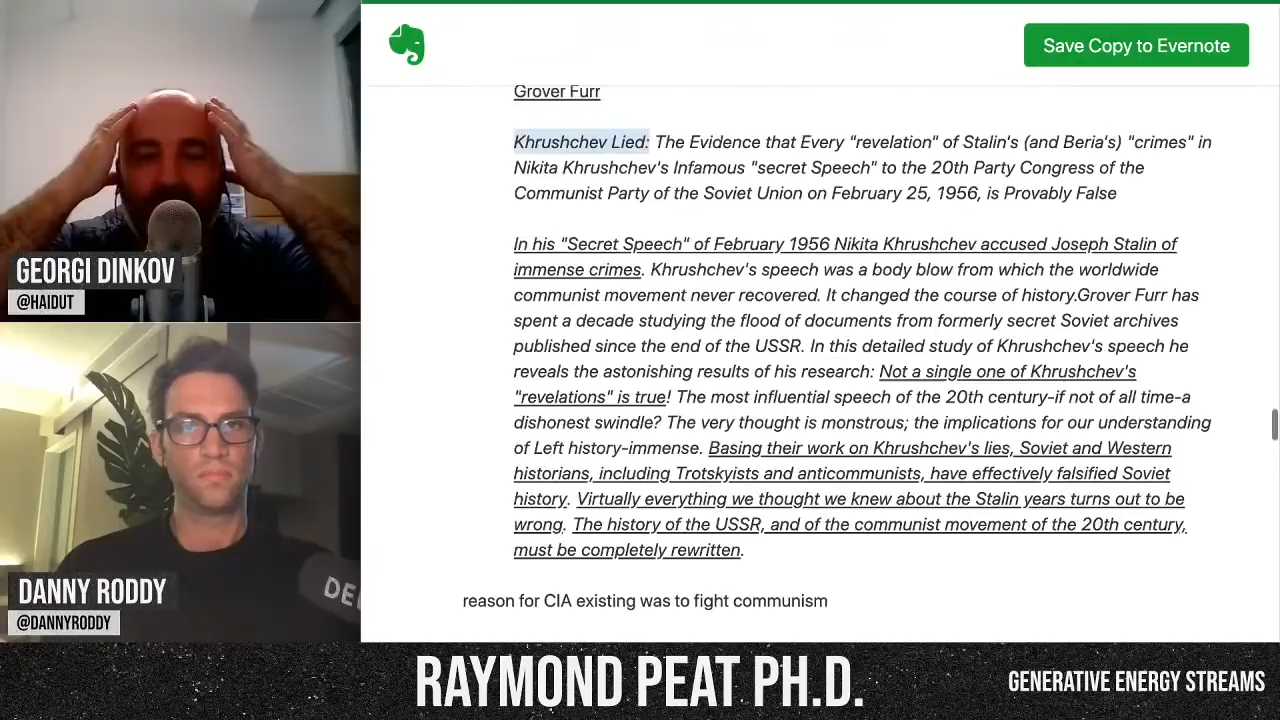 Save Copy to Evernote
Grover Furr
Khrushchev Lied: The Evidence that Every "revelation" of Stalin's (and Beria's) "crimes" in
Nikita Khrushchev's Infamous "secret Speech" to the 20th Party Congress of the
Communist Party of the Soviet Union on February 25, 1956, is Provably False
In his "Secret Speech" of February 1956 Nikita Khrushchev accused Joseph Stalin of
immense crimes. Khrushchev's speech was a body blow from which the worldwide
communist movement never recovered. It changed the course of history.Grover Furr has
spent a decade studying the flood of documents from formerly secret Soviet archives
published since the end of the USSR. In this detailed study of Khrushchev's speech he
reveals the astonishing results of his research: Not a single one of Khrushchev's
"revelations" is true! The most influential speech of the 20th century-if not of all time-a
dishonest swindle? The very thought is monstrous; the implications for our understanding
of Left history-immense. Basing their work on Khrushchev's lies, Soviet and Western
historians, including Trotskyists and anticommunists, have effectively falsified Soviet
history. Virtually everything we thought we knew about the Stalin years turns out to be
wrong. The history of the USSR, and of the communist movement of the 20th century,
must be completely rewritten.
reason for CIA existing was to fight communism
GEORGI DINKOV
@HAIDUT
DANNY RODDY
@DANNYRODDY
DE
RAYMOND PEAT PH.D.
GENERATIVE ENERGY STREAMS